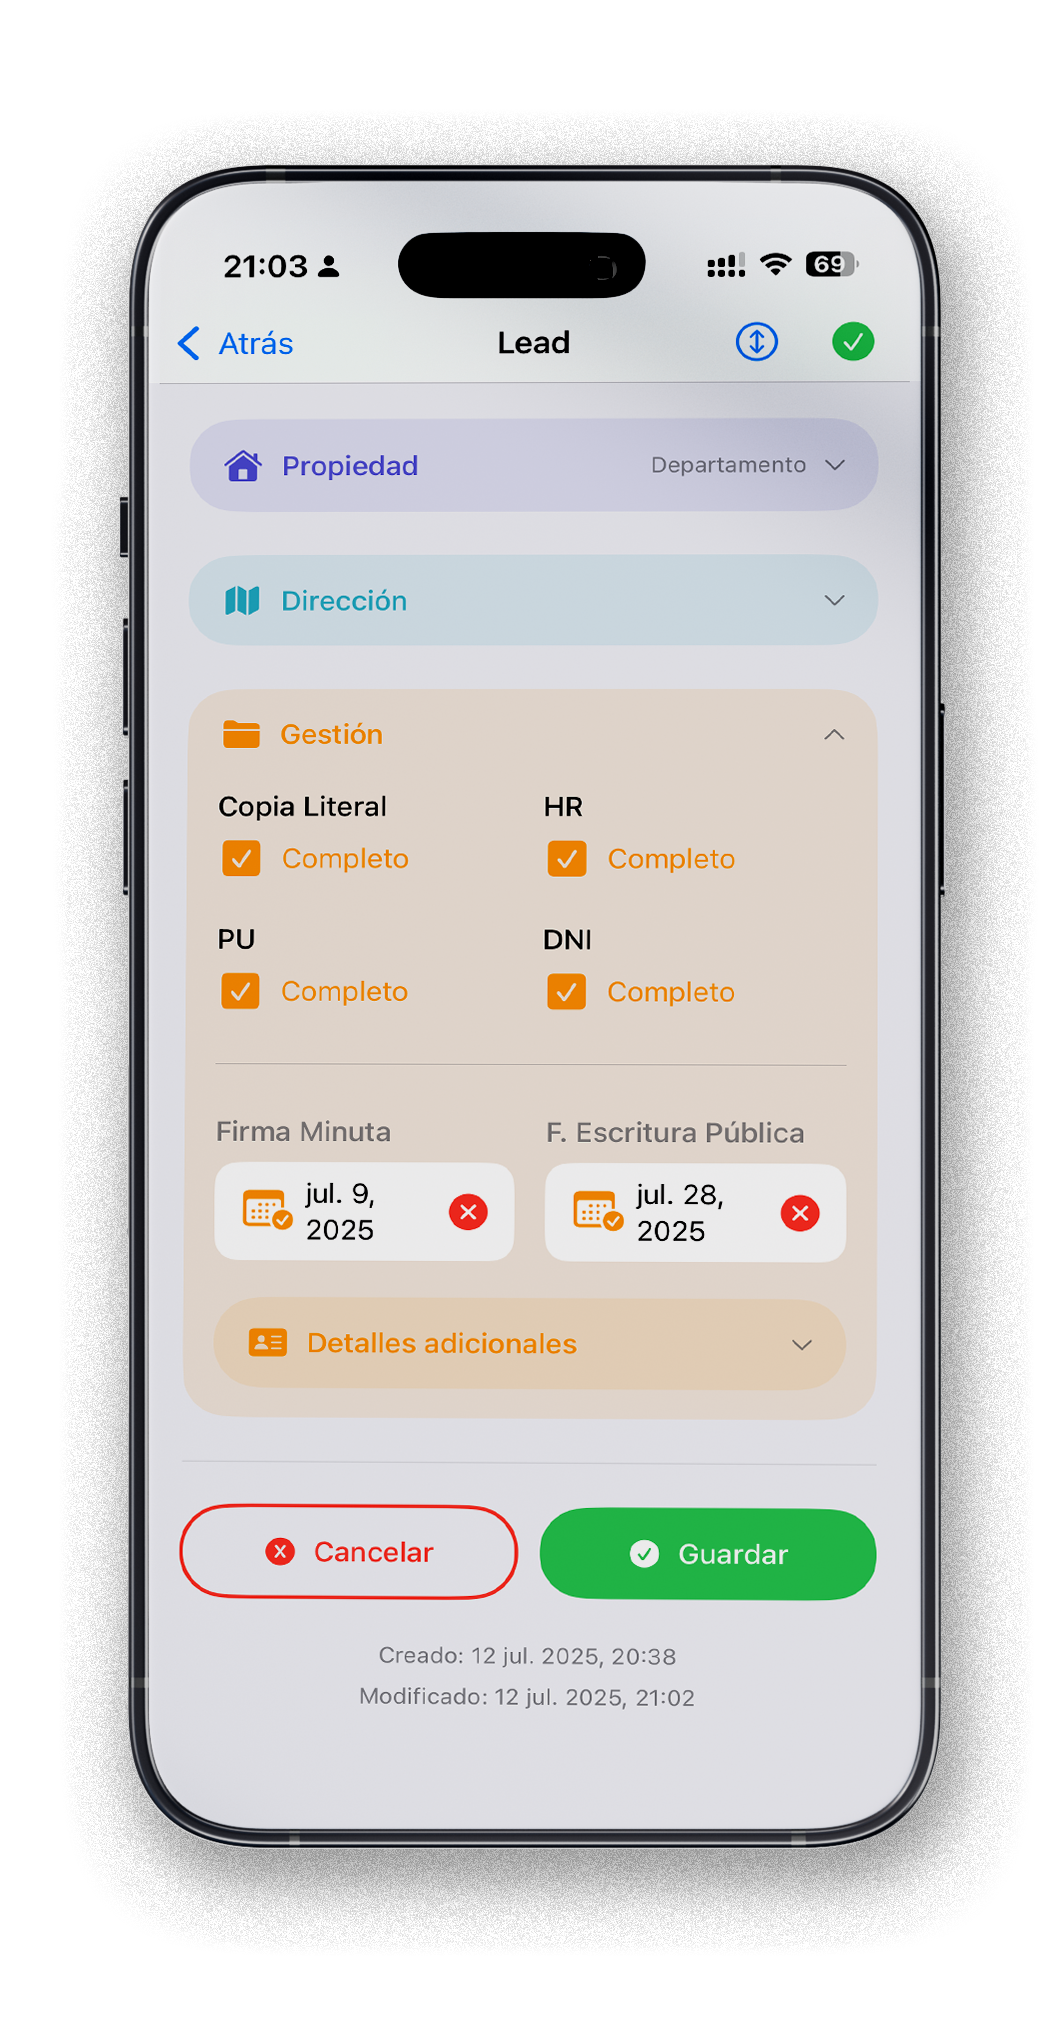 21:03
69
Atrás Lead
Propiedad Departamento
Dirección
Gestión
Copia Literal HR
Completo Completo
PU DNI
Completo Completo
Firma Minuta F. Escritura Pública
jul. 9, jul. 28,
2025 2025
Detalles adicionales
Cancelar Guardar
Creado: 12 jul. 2025, 20:38
Modificado: 12 jul. 2025, 21:02